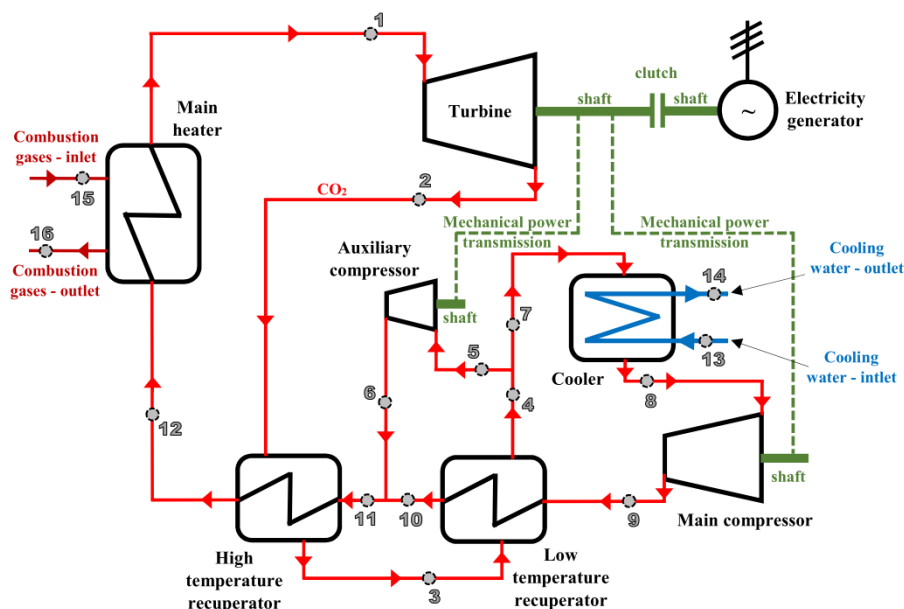 1
clutch
shaft
shaft
Turbine
~
Electricity
generator
Main
heater
Combustion
gases - inlet
15
16
Combustion
gases - outlet
CO₂
2
Mechanical power
transmission
Mechanical power
transmission
Auxiliary
compressor
shaft
7
14
Cooling
water - outlet
13
Cooling
water - intlet
Cooler
5
6
4
8
12
shaft
Main compressor
11
10
9
High
temperature
recuperator
3
Low
temperature
recuperator